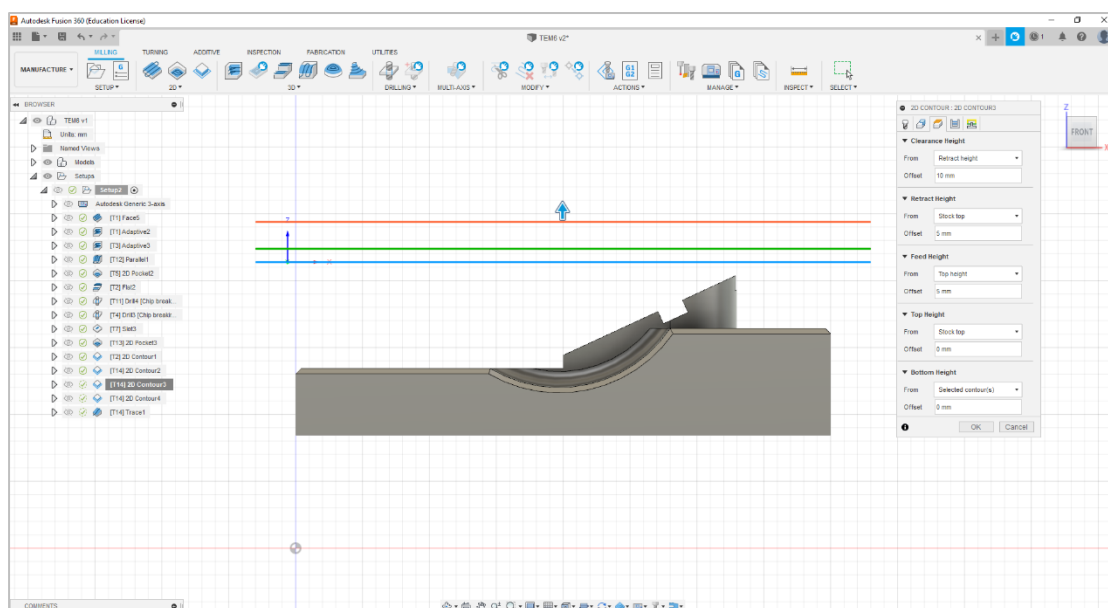 Autodesk Fusion 360 (Education License)
TEM6 v2*
1
MILLING TURNING ADDITIVE INSPECTION FABRICATION UTILITIES
MANUFACTURE
SETUP 2D 3D DRILLING MULTI-AXIS MODIFY ACTIONS MANAGE INSPECT SELECT
G1
G2
BROWSER
TEM6 v1
Units: mm
Named Views
Models
Setups
Setup2
Autodesk Generic 3-axis
[T1] Face5
[T1] Adaptive2
[T3] Adaptive3
[T12] Parallel1
[T5] 2D Pocket2
[T2] Flat2
[T11] Drill4 (Chip break...
[T4] Drill3 (Chip breaki...
[T7] Slot3
[T13] 2D Pocket3
[T2] 2D Contour1
[T14] 2D Contour2
[T14] 2D Contour3
[T14] 2D Contour4
[T14] Trace1
COMMENTS
Z
X
Z
FRONT
X
2D CONTOUR : 2D CONTOUR3
Clearance Height
From Retract height
Offset 10 mm
Retract Height
From Stock top
Offset 5 mm
Feed Height
From Top height
Offset 5 mm
Top Height
From Stock top
Offset 0 mm
Bottom Height
From Selected contour(s)
Offset 0 mm
OK Cancel